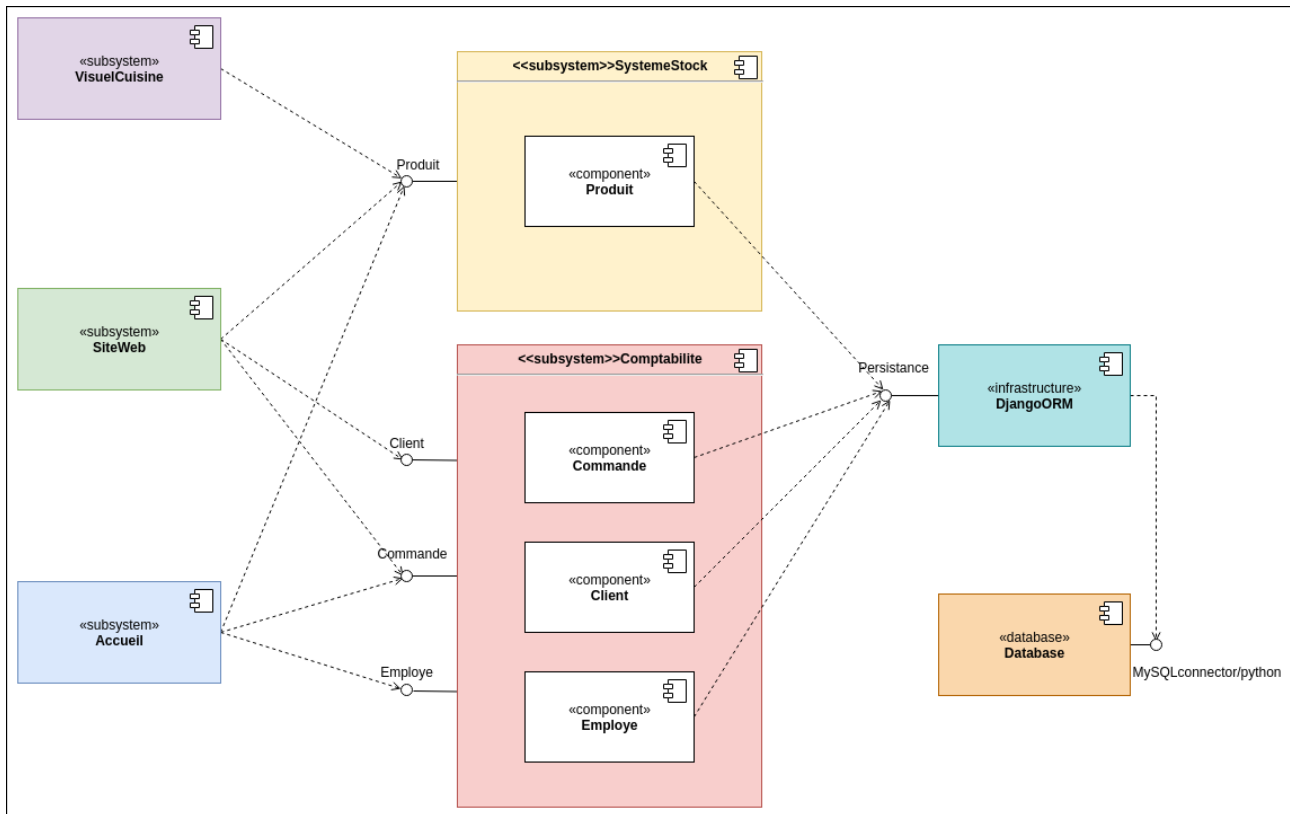 «subsystem»
VisuelCuisine
<<subsystem>>SystemeStock
Produit
«component»
Produit
«subsystem»
SiteWeb
<<subsystem>>Comptabilite
Persistance
«infrastructure»
DjangoORM
Client
«component»
Commande
Commande
«component»
Client
«subsystem»
Accueil
«database»
Database
MySQLconnector/python
Employe
«component»
Employe